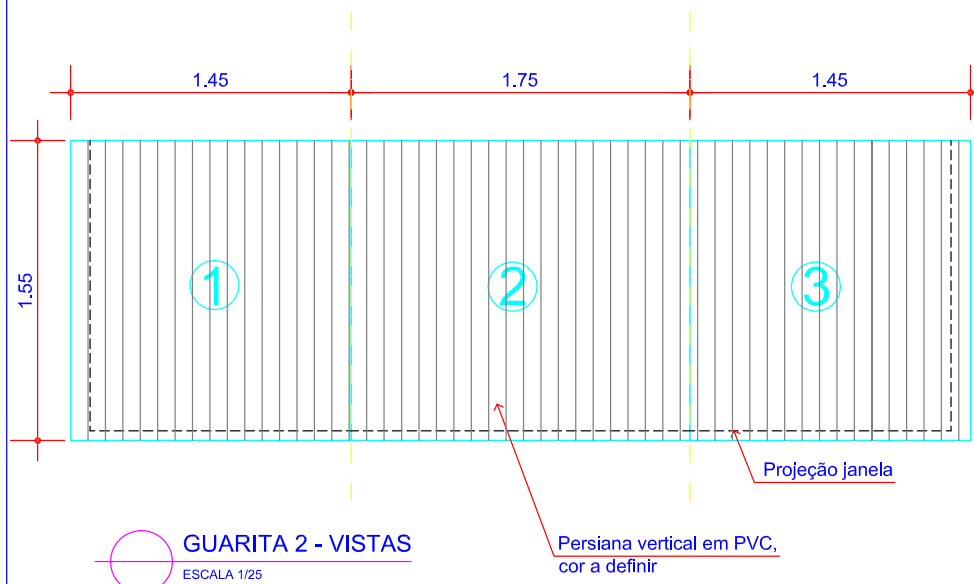 1.45
1.75
1.45
1.55
1
2
3
Projeção janela
Persiana vertical em PVC,
cor a definir
GUARITA 2 - VISTAS
ESCALA 1/25